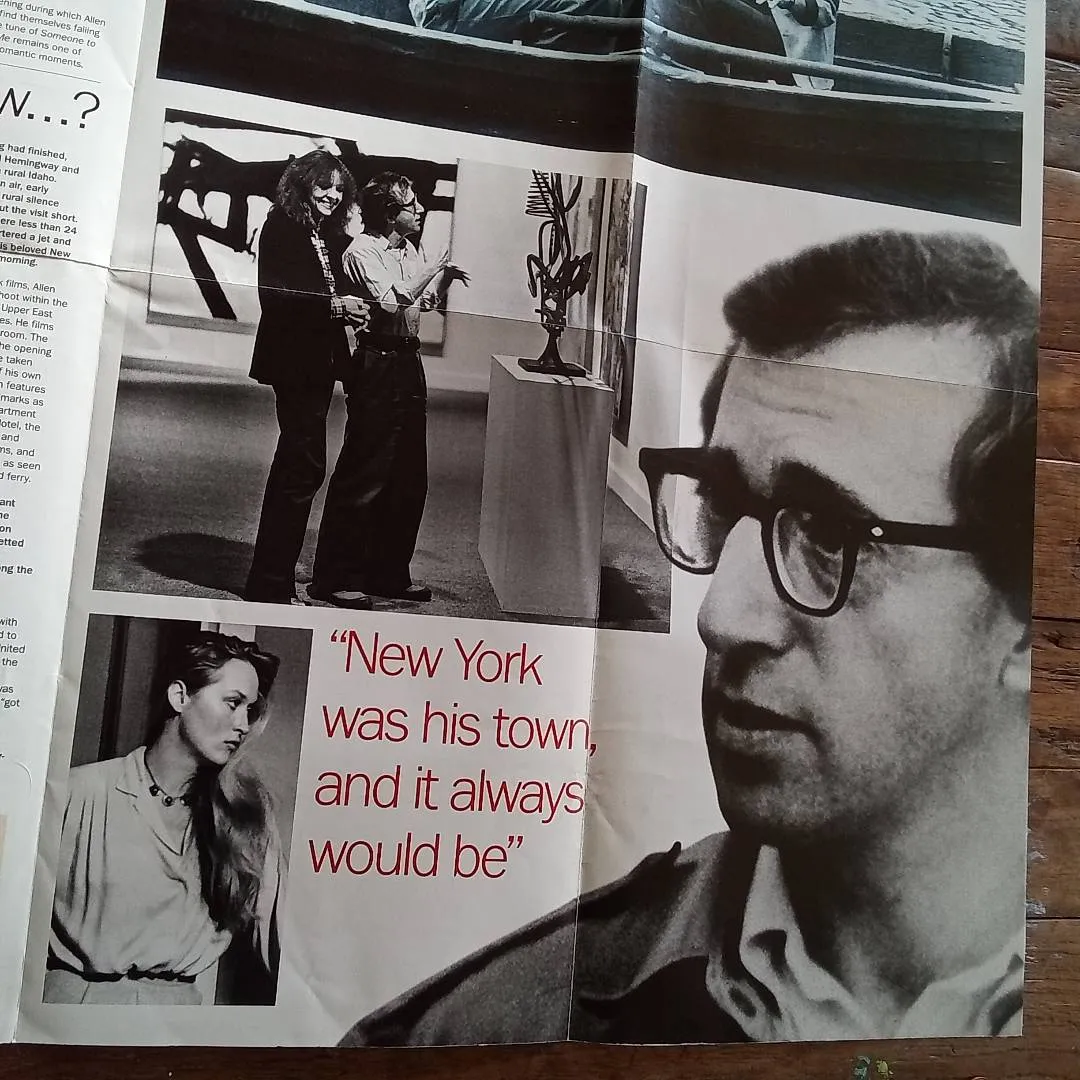 ening during which Allen
find themselves falling
tune of Someone to
Me remains one of
omantic moments.
w...?
g had finished,
Hemingway and
rural Idaho.
n air, early
rural silence
ut the visit short.
ere less than 24
rtered a jet and
is beloved New
morning.
films, Allen
hoot within the
Upper East
es. He films
room. The
he opening
e taken
f his own
n features
marks as
artment
lotel, the
and
ms, and
as seen
d ferry.
ant
he
on
etted
ng the
with
d to
nited
the
was
"got
“New York
was his town,
and it always
would be”